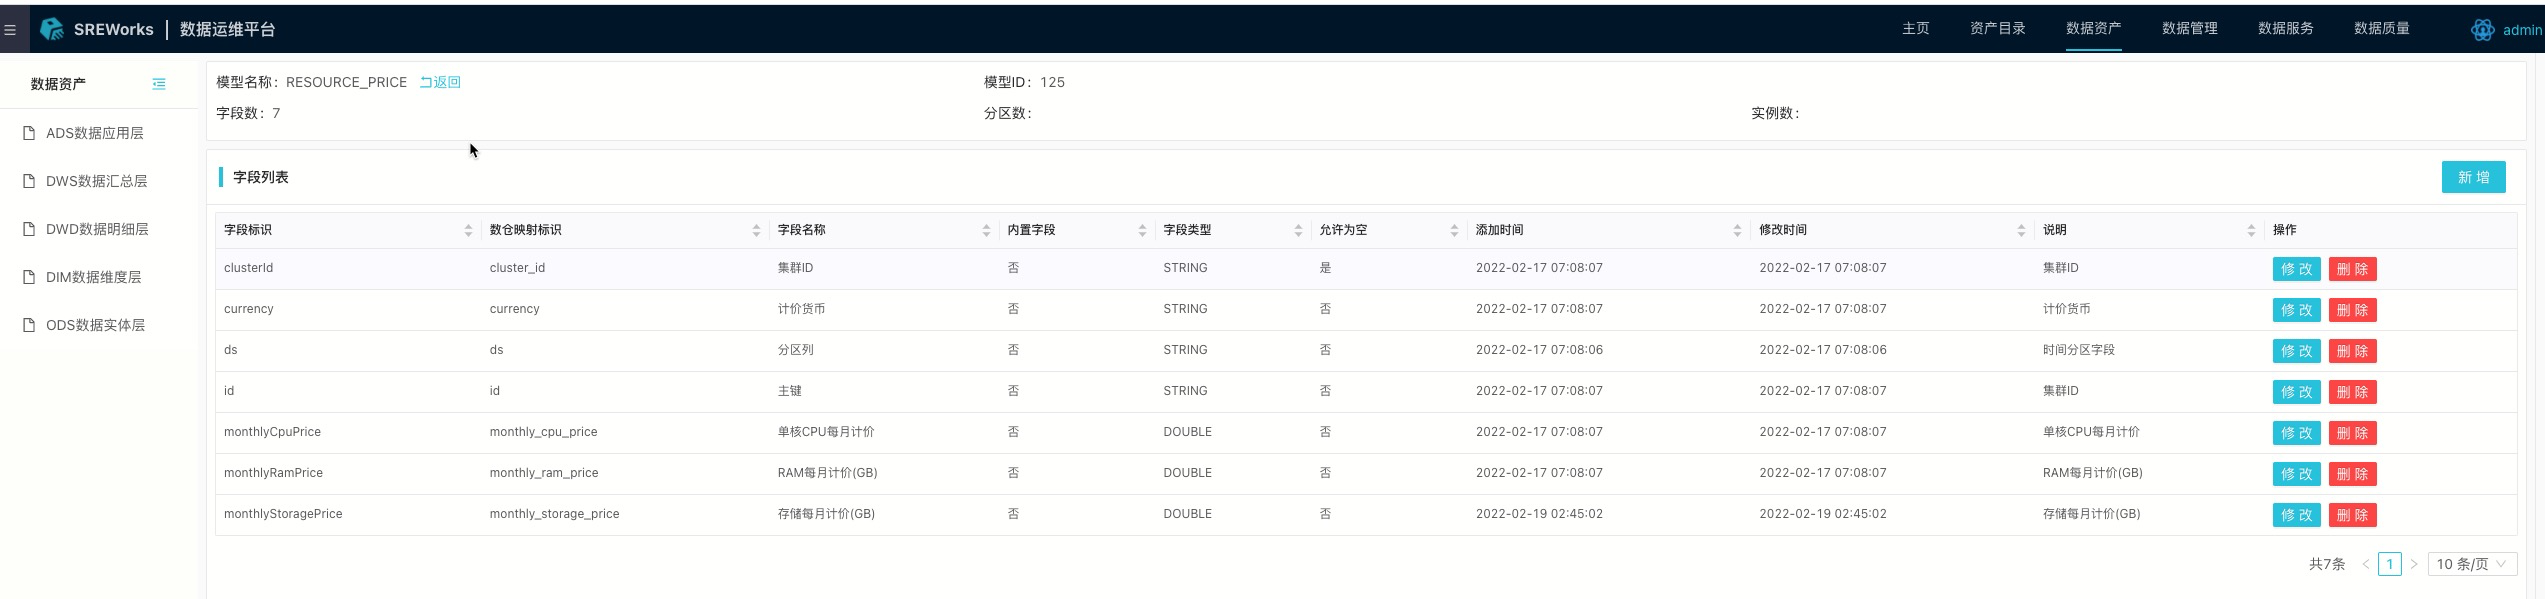 SREWorks | 数据运维平台 主页 资产目录 数据资产 数据管理 数据服务 数据质量 admin
数据资产
ADS数据应用层
DWS数据汇总层
DWD数据明细层
DIM数据维度层
ODS数据实体层
模型名称: RESOURCE_PRICE 返回 模型ID: 125
字段数: 7 分区数: 实例数:
字段列表 新 增
字段标识 数仓映射标识 字段名称 内置字段 字段类型 允许为空 添加时间 修改时间 说明 操作
clusterId cluster_id 集群ID 否 STRING 是 2022-02-17 07:08:07 2022-02-17 07:08:07 集群ID 修 改 删 除
currency currency 计价货币 否 STRING 否 2022-02-17 07:08:07 2022-02-17 07:08:07 计价货币 修 改 删 除
ds ds 分区列 否 STRING 否 2022-02-17 07:08:06 2022-02-17 07:08:06 时间分区字段 修 改 删 除
id id 主键 否 STRING 否 2022-02-17 07:08:07 2022-02-17 07:08:07 集群ID 修 改 删 除
monthlyCpuPrice monthly_cpu_price 单核CPU每月计价 否 DOUBLE 否 2022-02-17 07:08:07 2022-02-17 07:08:07 单核CPU每月计价 修 改 删 除
monthlyRamPrice monthly_ram_price RAM每月计价(GB) 否 DOUBLE 否 2022-02-17 07:08:07 2022-02-17 07:08:07 RAM每月计价(GB) 修 改 删 除
monthlyStoragePrice monthly_storage_price 存储每月计价(GB) 否 DOUBLE 否 2022-02-19 02:45:02 2022-02-19 02:45:02 存储每月计价(GB) 修 改 删 除
共7条 < 1 > 10 条/页